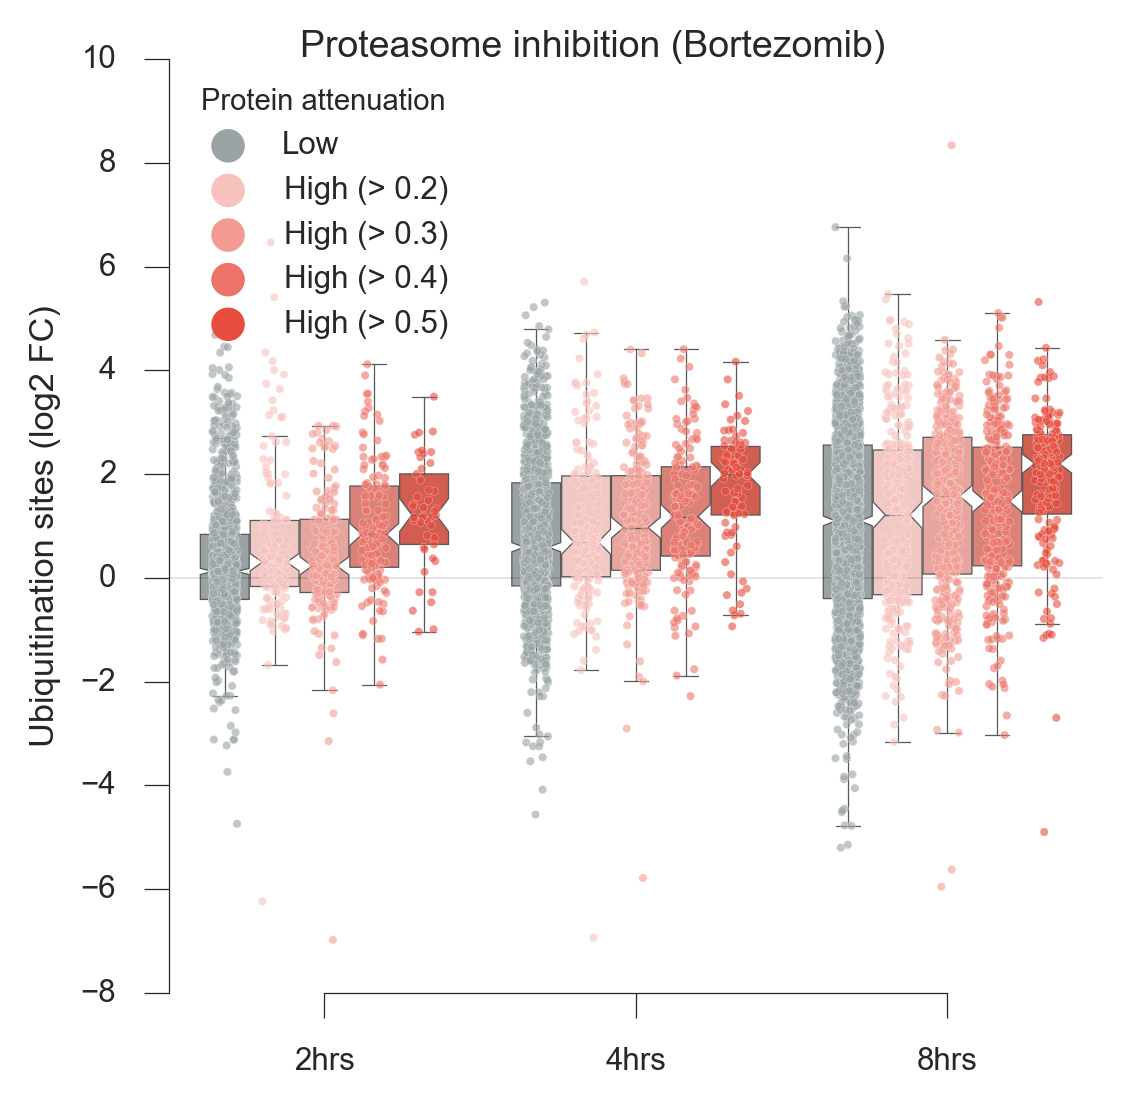 Proteasome inhibition (Bortezomib)
Protein attenuation
Low
High (> 0.2)
High (> 0.3)
High (> 0.4)
High (> 0.5)
Ubiquitination sites (log2 FC)
10
8
6
4
2
0
−2
−4
−6
−8
2hrs
4hrs
8hrs